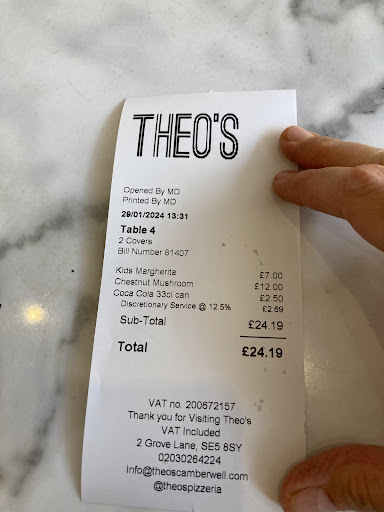 THEO'S
Opened By MD
Printed By MD
29/01/2024 13:31
Table 4
2 Covers
Bill Number 81407
Kids Margherita £7.00
Chestnut Mushroom £12.00
Coca Cola 33cl can £2.50
Discretionary Service @ 12.5% £2.69
Sub-Total £24.19
Total £24.19
VAT no. 200672157
Thank you for Visiting Theo's
VAT Included
2 Grove Lane, SE5 8SY
02030264224
Info@theoscamberwell.com
@theospizzeria